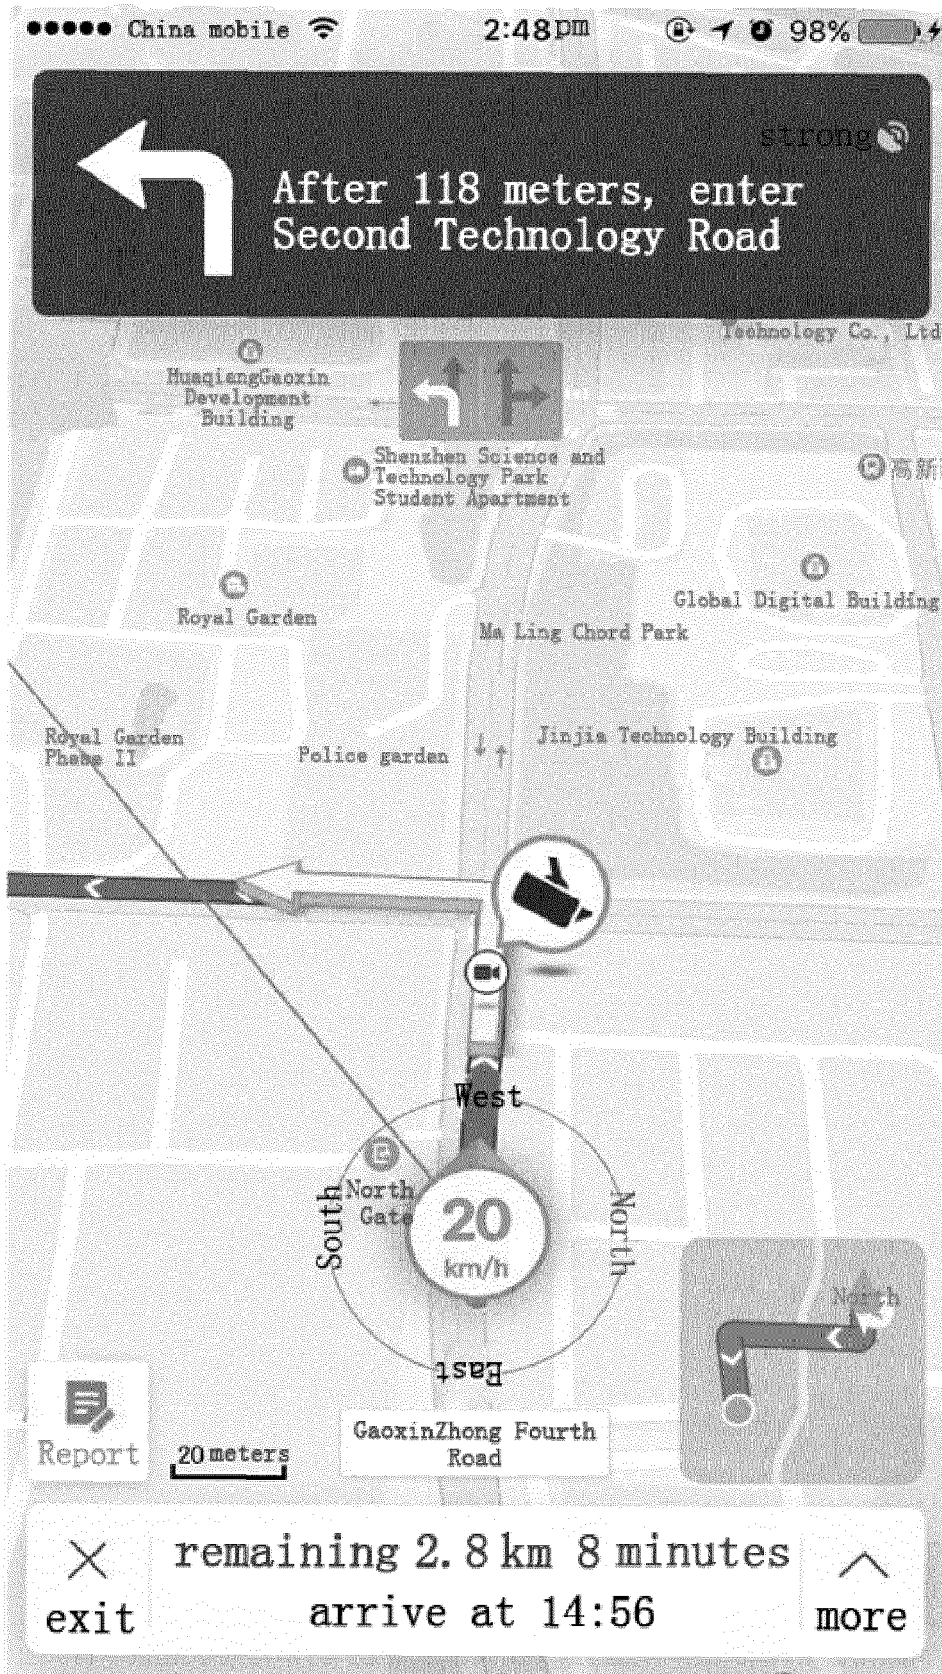 China mobile
2:48pm
98%
strong
After 118 meters, enter
Second Technology Road
Technology Co., Ltd
HuaqiangGaoxin
Development
Building
Shenzhen Science and
Technology Park
Student Apartment
高新
Global Digital Building
Royal Garden
Ma Ling Chord Park
Royal Garden
Phase II
Police garden
Jinjia Technology Building
West
North
Gate
South
20
km/h
North
North
East
Report
20 meters
GaoxinZhong Fourth
Road
remaining 2.8 km 8 minutes
exit
arrive at 14:56
more